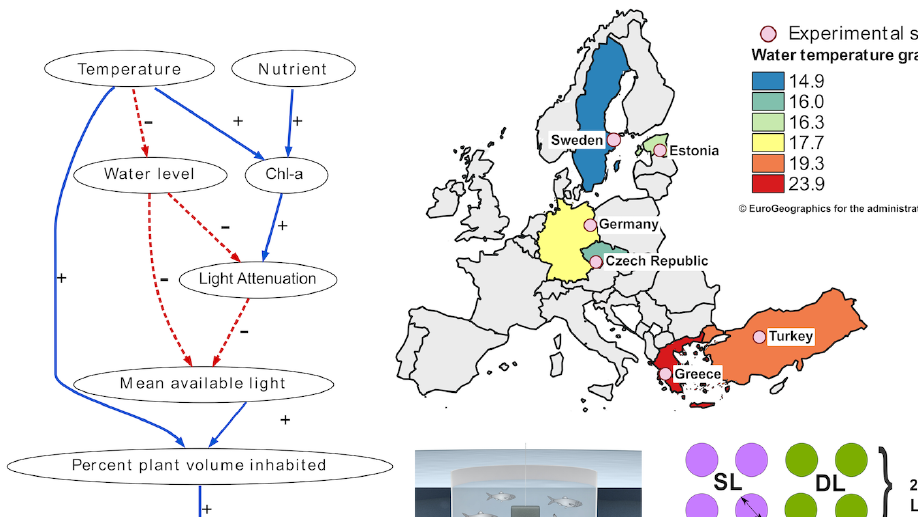 Temperature
Nutrient
–
+
+
Water level
Chl-a
–
+
+
–
Light Attenuation
–
Mean available light
+
Percent plant volume inhabited
+
Experimental s
Water temperature gra
14.9
16.0
16.3
17.7
19.3
23.9
© EuroGeographics for the administrat
Sweden
Estonia
Germany
Czech Republic
Turkey
Greece
SL
DL
2
L